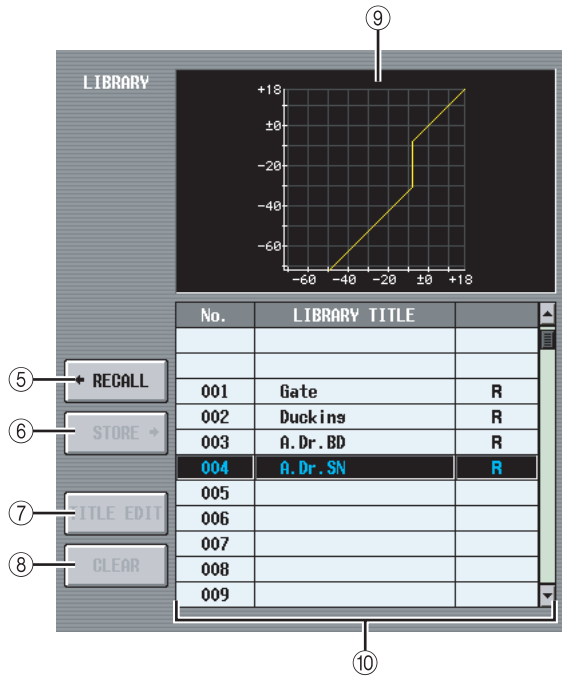 ⑨
LIBRARY
+18
±0
-20
-40
-60
-60 -40 -20 ±0 +18
No. LIBRARY TITLE
⑤ RECALL
001 Gate R
⑥ STORE
002 Ducking R
003 A.Dr.BD R
004 A.Dr.SN R
005
⑦ TITLE EDIT
006
007
⑧ CLEAR
008
009
⑩